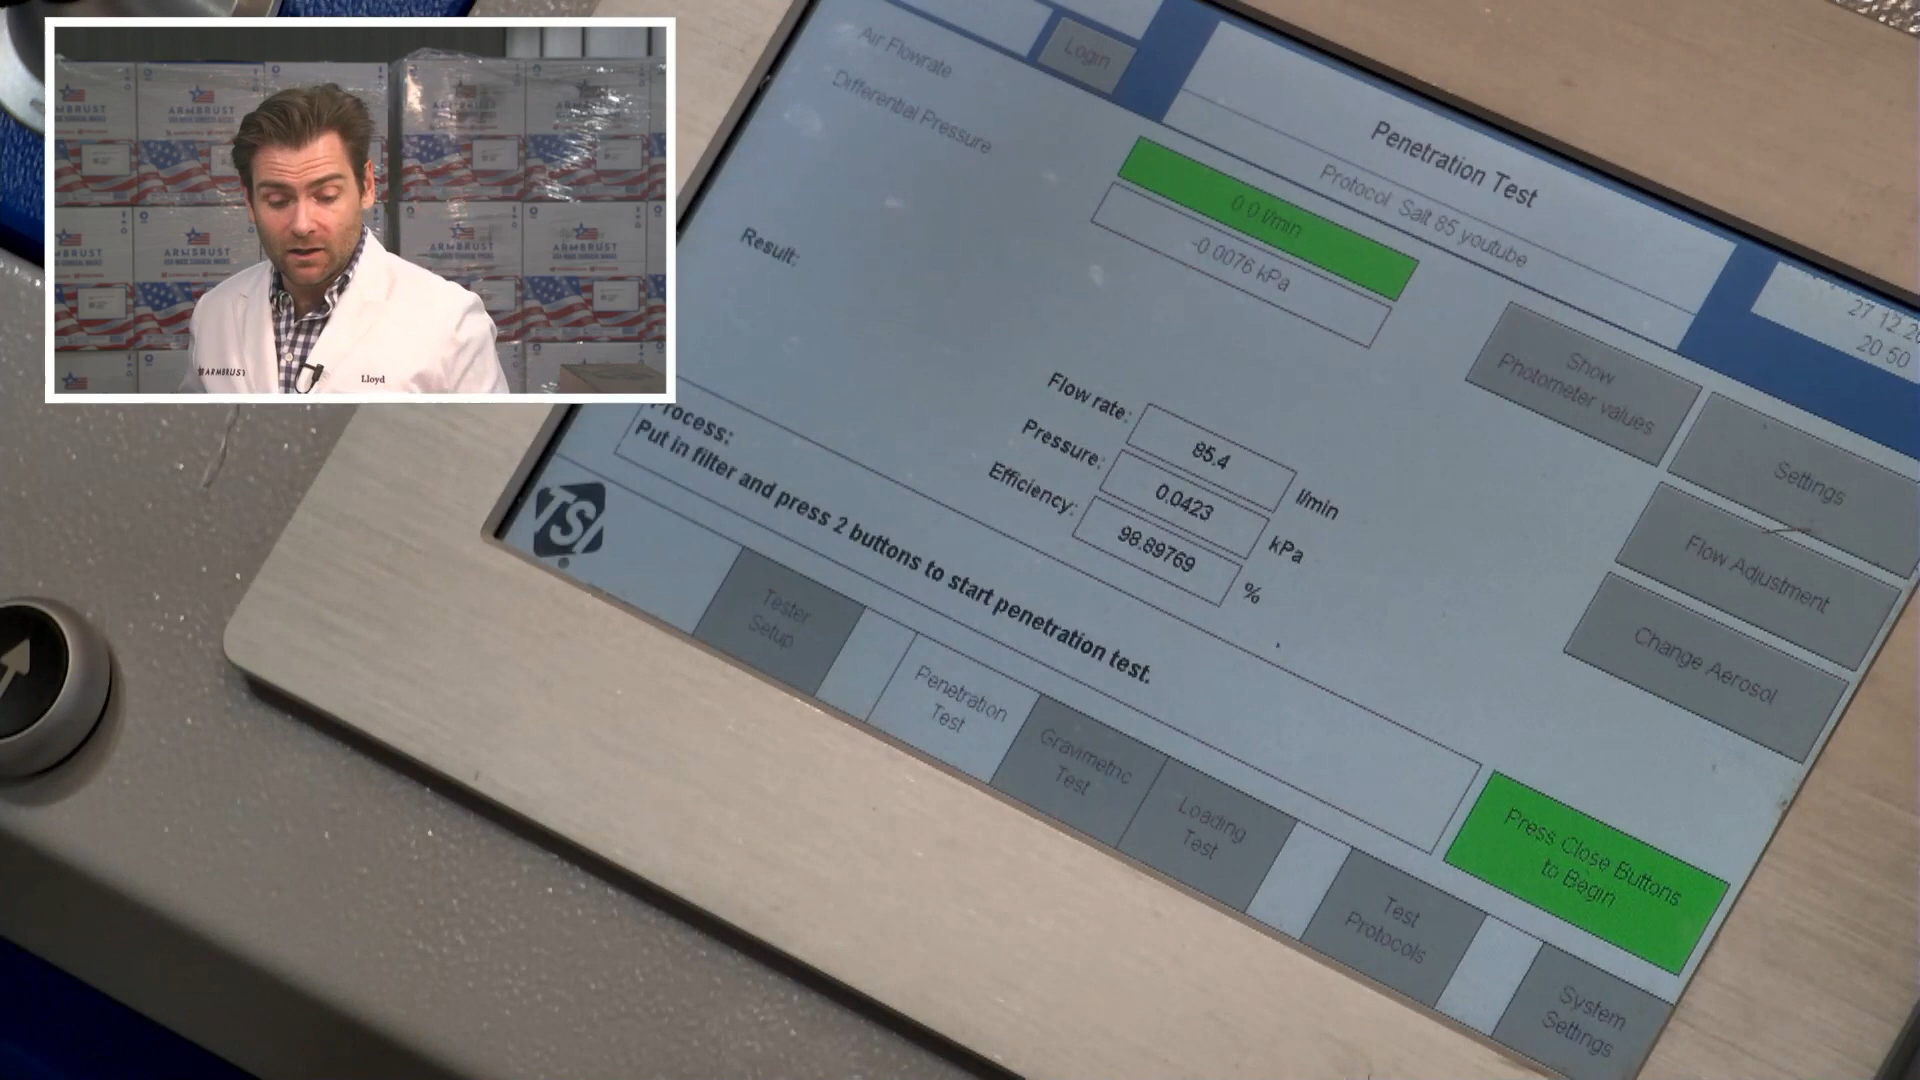 ARMBRUST
ARMBRUST
ARMBRUST
ARMBRUST
ARMBRUST
ARMBRUST
Lloyd
Login
Air Flowrate
Differential Pressure
Penetration Test
Protocol Salt 85 youtube
0.0 l/min
-0.0076 kPa
27 12 2
20 50
Result:
Show
Photometer values
Settings
Flow Adjustment
Change Aerosol
Flow rate:
85.4
l/min
Pressure:
0.0423
kPa
Efficiency:
98.89769
%
Process:
Put in filter and press 2 buttons to start penetration test.
TSI
Tester
Setup
Penetration
Test
Gravimetric
Test
Loading
Test
Test
Protocols
Press Close Buttons
to Begin
System
Settings